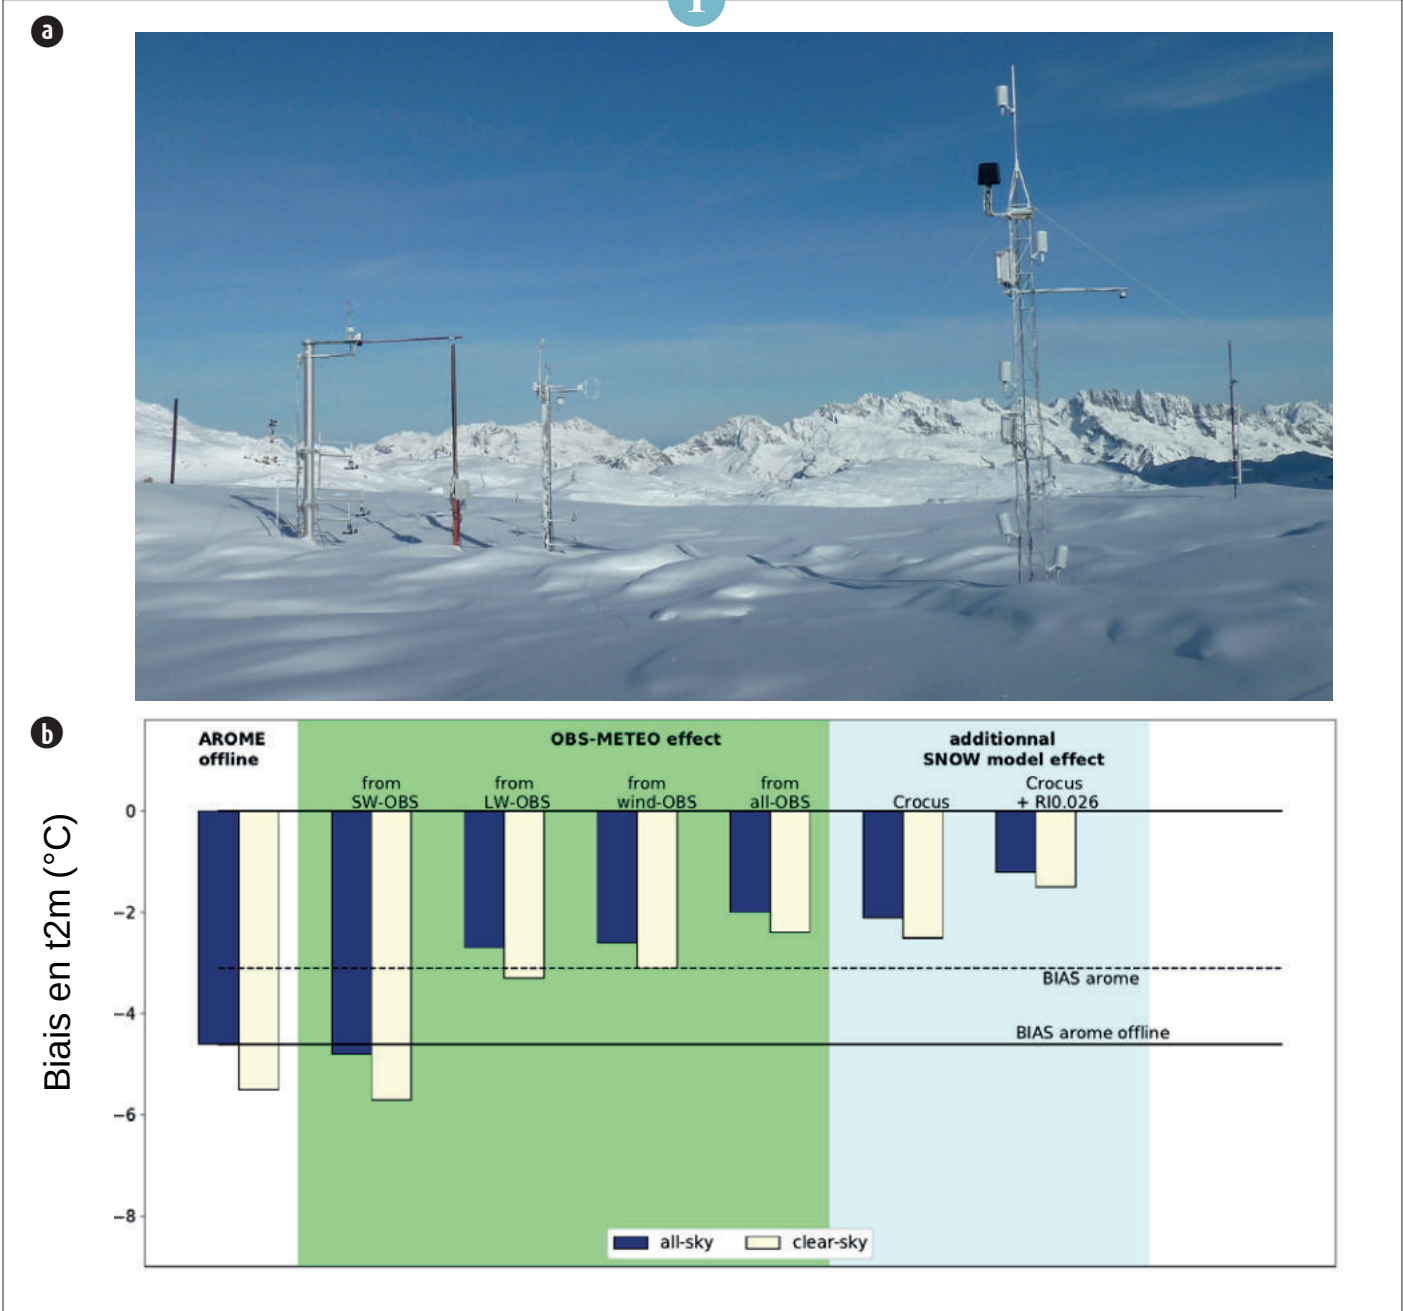 1
a
b
AROME
offline
OBS-METEO effect
additionnal
SNOW model effect
from
SW-OBS
from
LW-OBS
from
wind-OBS
from
all-OBS
Crocus
Crocus
+ RI0.026
0
−2
−4
−6
−8
Biais en t2m (°C)
BIAS arome
BIAS arome offline
all-sky
clear-sky